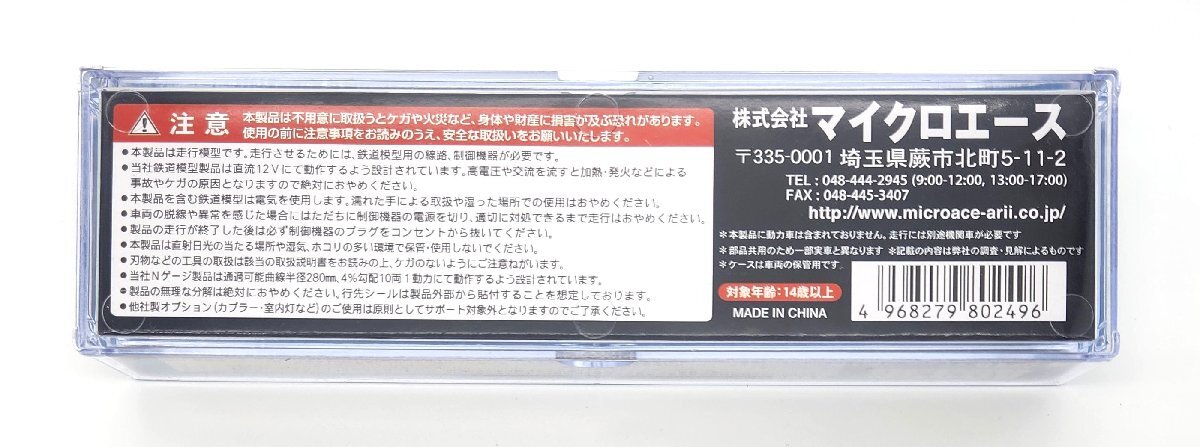 注意
本製品は不用意に取扱うとケガや火災など、身体や財産に損害が及ぶ恐れがあります。
使用の前に注意事項をお読みのうえ、安全な取扱いをお願いいたします。
●本製品は走行模型です。走行させるためには、鉄道模型用の線路、制御機器が必要です。
●当社鉄道模型製品は直流12Vにて動作するよう設計されています。高電圧や交流を流すと加熱・発火などによる
事故やケガの原因となりますので絶対におやめください。
●本製品を含む鉄道模型は電気を使用します。濡れた手による取扱や湿った場所での使用はおやめください。
●車両の脱線や異常を感じた場合にはただちに制御機器の電源を切り、適切に対処できるまで走行はおやめください。
●製品の走行が終了した後は必ず制御機器のプラグをコンセントから抜いてください。
●本製品は直射日光の当たる場所や湿気、ホコリの多い環境で保管・使用しないでください。
●刃物などの工具の取扱は該当の取扱説明書をお読みの上、ケガのないようにご注意ねがいます。
●当社Nゲージ製品は通過可能曲線半径280mm、4%勾配10両1動力にて動作するよう設計されています。
●製品の無理な分解は絶対におやめください。行先シールは製品外部から貼付することを想定しております。
●他社製オプション(カプラー・室内灯など)のご使用は原則としてサポート対象外となりますのでご了承ください。
株式会社マイクロエース
〒335-0001 埼玉県蕨市北町5-11-2
TEL : 048-444-2945 (9:00-12:00, 13:00-17:00)
FAX : 048-445-3407
http://www.microace-arii.co.jp/
*本製品に動力車は含まれておりません、走行には別途機関車が必要です
*部品共用のため一部実車と異なります *記載の内容は弊社の調査・見解によるものです
*ケースは車両の保管用です。
対象年齢:14歳以上
MADE IN CHINA
4 968279 802496